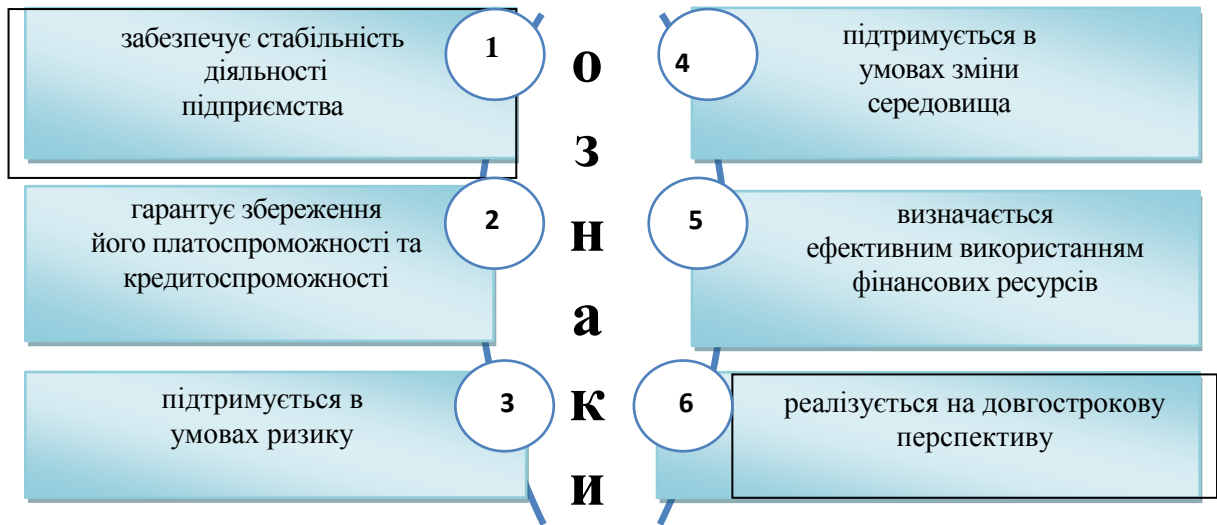 забезпечує стабільність
діяльності
підприємства
1
гарантує збереження
його платоспроможності та
кредитоспроможності
2
підтримується в
умовах ризику
3
о
з
н
а
к
и
4
підтримується в
умовах зміни
середовища
5
визначається
ефективним використанням
фінансових ресурсів
6
реалізується на довгострокову
перспективу